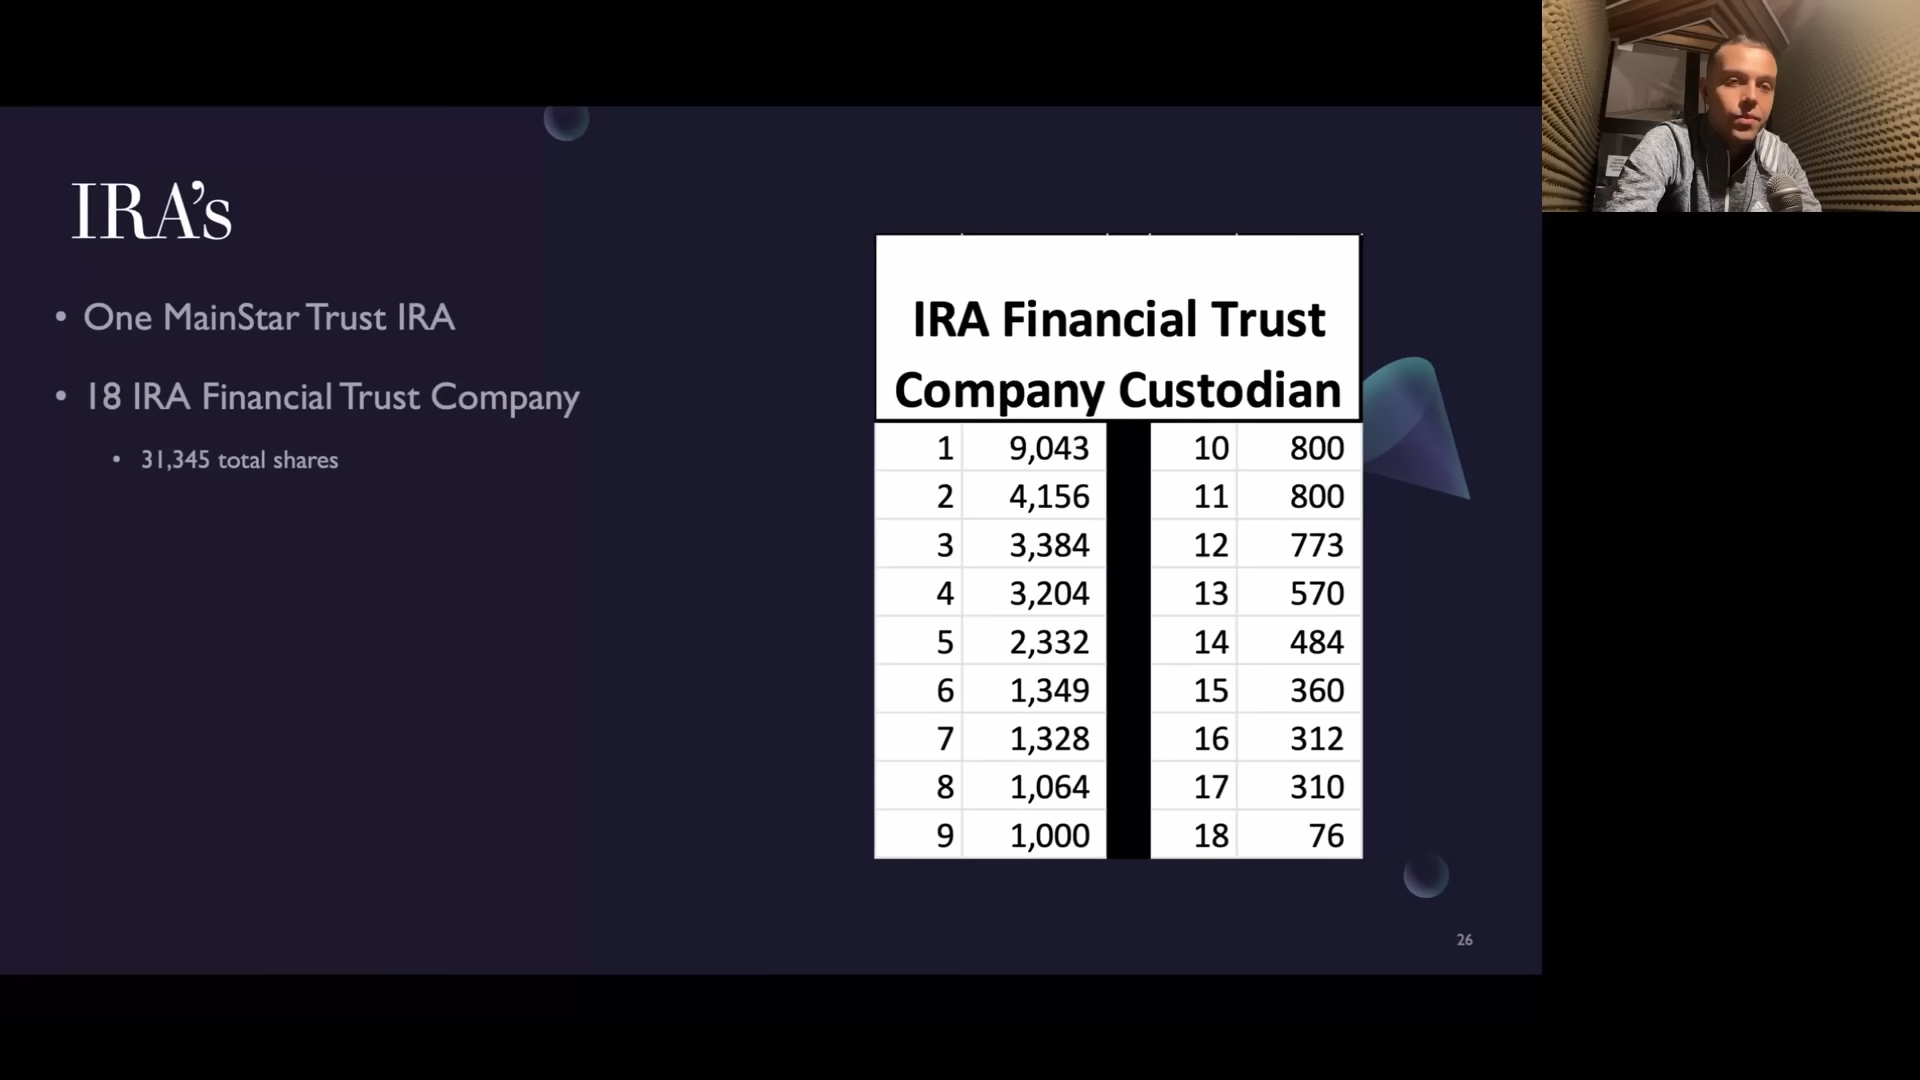 IRA's
• One MainStar Trust IRA
• 18 IRA Financial Trust Company
• 31,345 total shares
IRA Financial Trust
Company Custodian
1 9,043 10 800
2 4,156 11 800
3 3,384 12 773
4 3,204 13 570
5 2,332 14 484
6 1,349 15 360
7 1,328 16 312
8 1,064 17 310
9 1,000 18 76
26